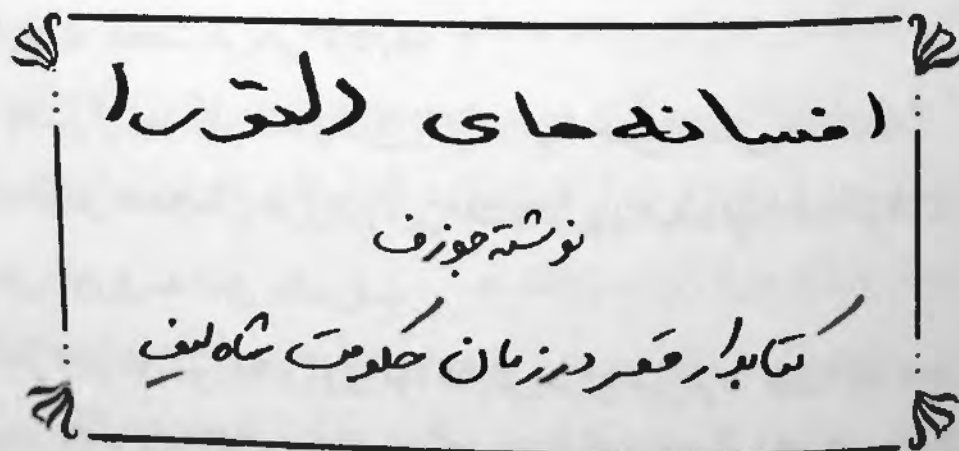 افسانه های دلتورا
نوشته جوزف
کتابدار قصر در زمان حکومت شاه لیف